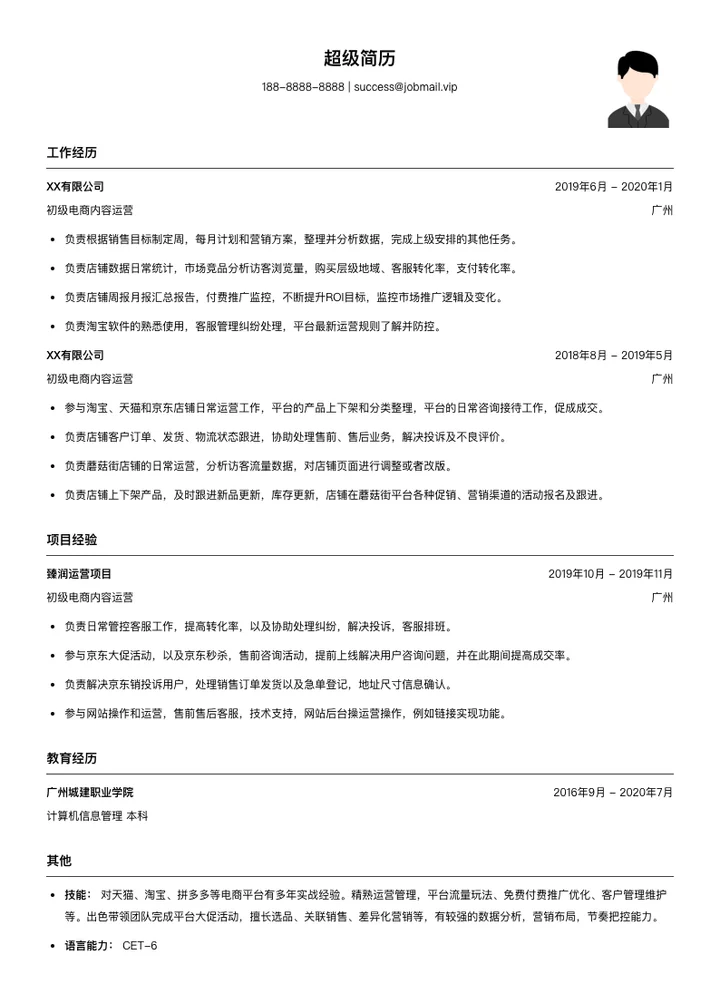 超级简历
188-8888-8888 | success@jobmail.vip
工作经历
XX有限公司 2019年6月 – 2020年1月
初级电商内容运营 广州
• 负责根据销售目标制定周，每月计划和营销方案，整理并分析数据，完成上级安排的其他任务。
• 负责店铺数据日常统计，市场竞品分析访客浏览量，购买层级地域、客服转化率，支付转化率。
• 负责店铺周报月报汇总报告，付费推广监控，不断提升ROI目标，监控市场推广逻辑及变化。
• 负责淘宝软件的熟悉使用，客服管理纠纷处理，平台最新运营规则了解并防控。
XX有限公司 2018年8月 – 2019年5月
初级电商内容运营 广州
• 参与淘宝、天猫和京东店铺日常运营工作，平台的产品上下架和分类整理，平台的日常咨询接待工作，促成成交。
• 负责店铺客户订单、发货、物流状态跟进，协助处理售前、售后业务，解决投诉及不良评价。
• 负责蘑菇街店铺的日常运营，分析访客流量数据，对店铺页面进行调整或者改版。
• 负责店铺上下架产品，及时跟进新品更新，库存更新，店铺在蘑菇街平台各种促销、营销渠道的活动报名及跟进。
项目经验
臻润运营项目 2019年10月 – 2019年11月
初级电商内容运营 广州
• 负责日常管控客服工作，提高转化率，以及协助处理纠纷，解决投诉，客服排班。
• 参与京东大促活动，以及京东秒杀，售前咨询活动，提前上线解决用户咨询问题，并在此期间提高成交率。
• 负责解决京东销投诉用户，处理销售订单发货以及急单登记，地址尺寸信息确认。
• 参与网站操作和运营，售前售后客服，技术支持，网站后台操运营操作，例如链接实现功能。
教育经历
广州城建职业学院 2016年9月 – 2020年7月
计算机信息管理 本科
其他
• 技能： 对天猫、淘宝、拼多多等电商平台有多年实战经验。精熟运营管理，平台流量玩法、免费付费推广优化、客户管理维护
等。出色带领团队完成平台大促活动，擅长选品、关联销售、差异化营销等，有较强的数据分析，营销布局，节奏把控能力。
• 语言能力： CET-6